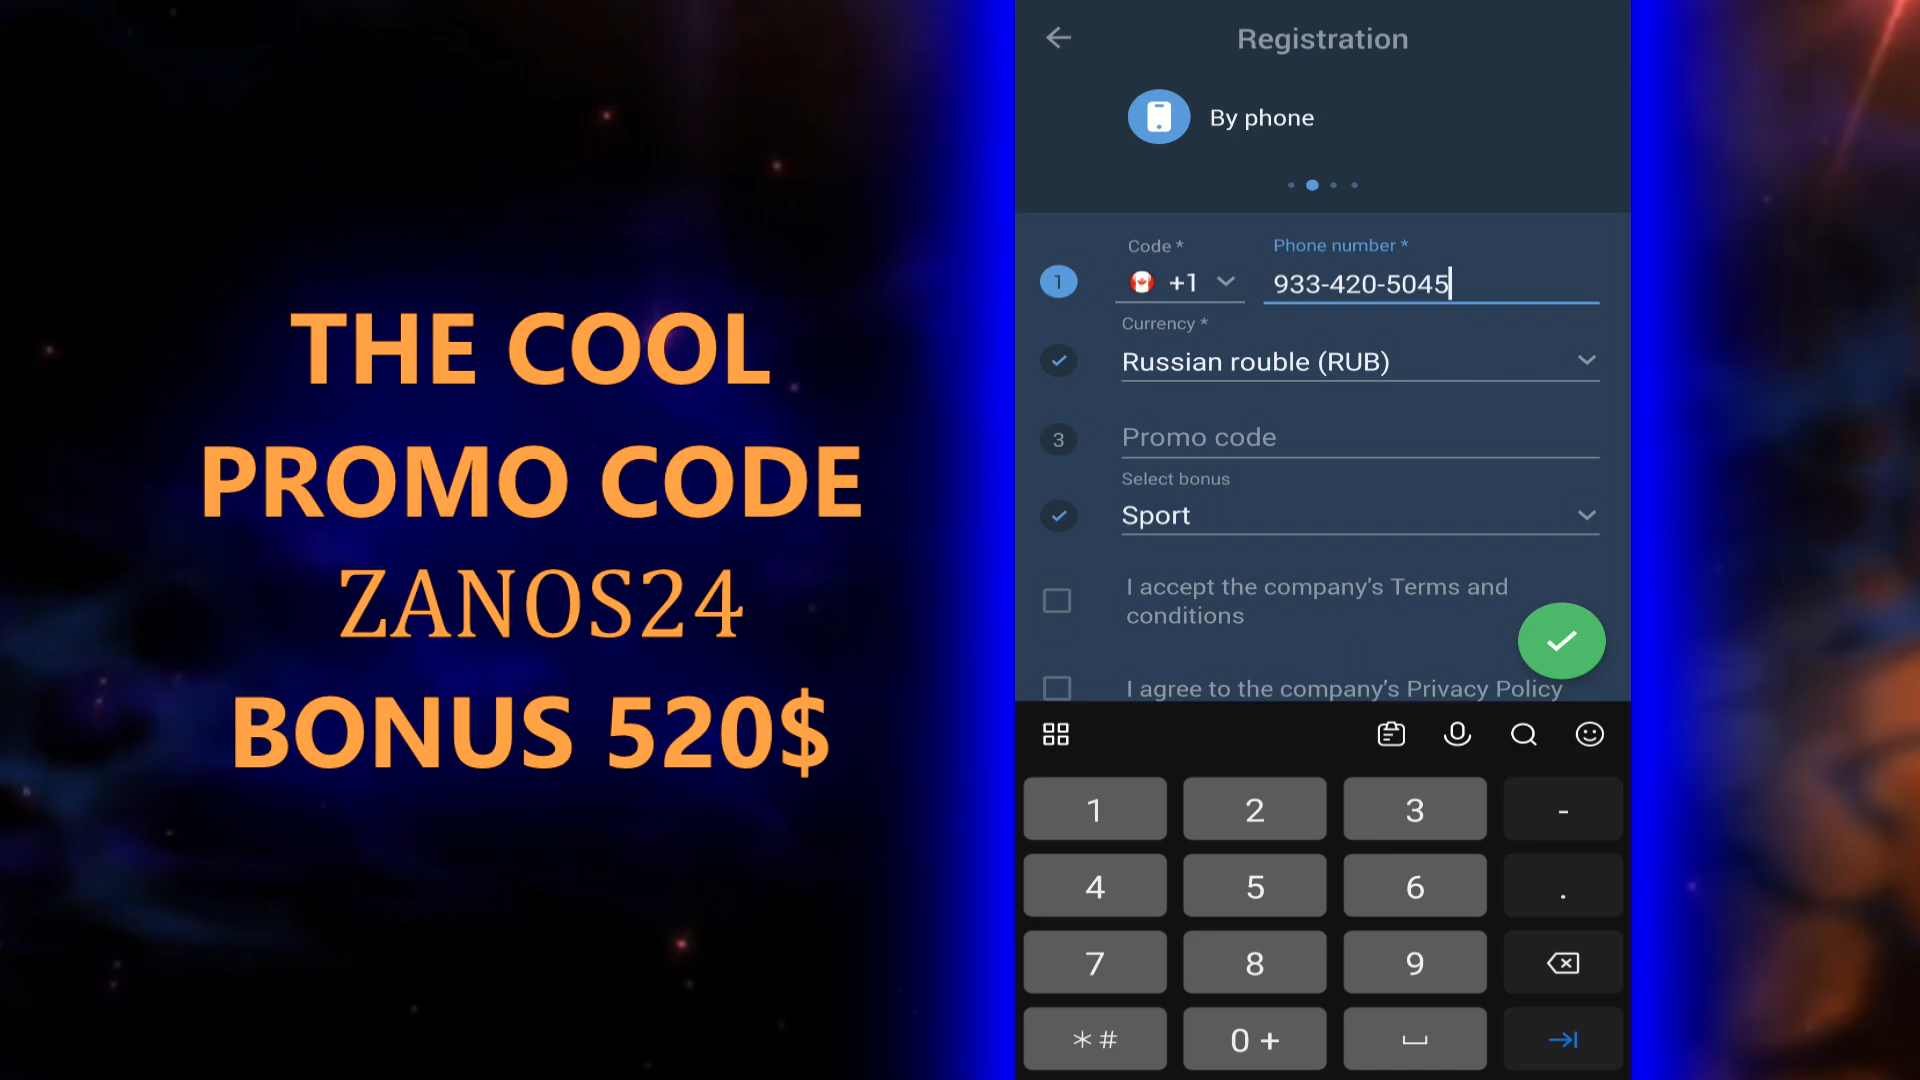 THE COOL
PROMO CODE
ZANOS24
BONUS 520$
Registration
By phone
Code *
Phone number *
1
+1
933-420-5045
Currency *
Russian rouble (RUB)
3
Promo code
Select bonus
Sport
I accept the company's Terms and
conditions
I agree to the company's Privacy Policy
1 2 3 -
4 5 6 .
7 8 9
*# 0 +